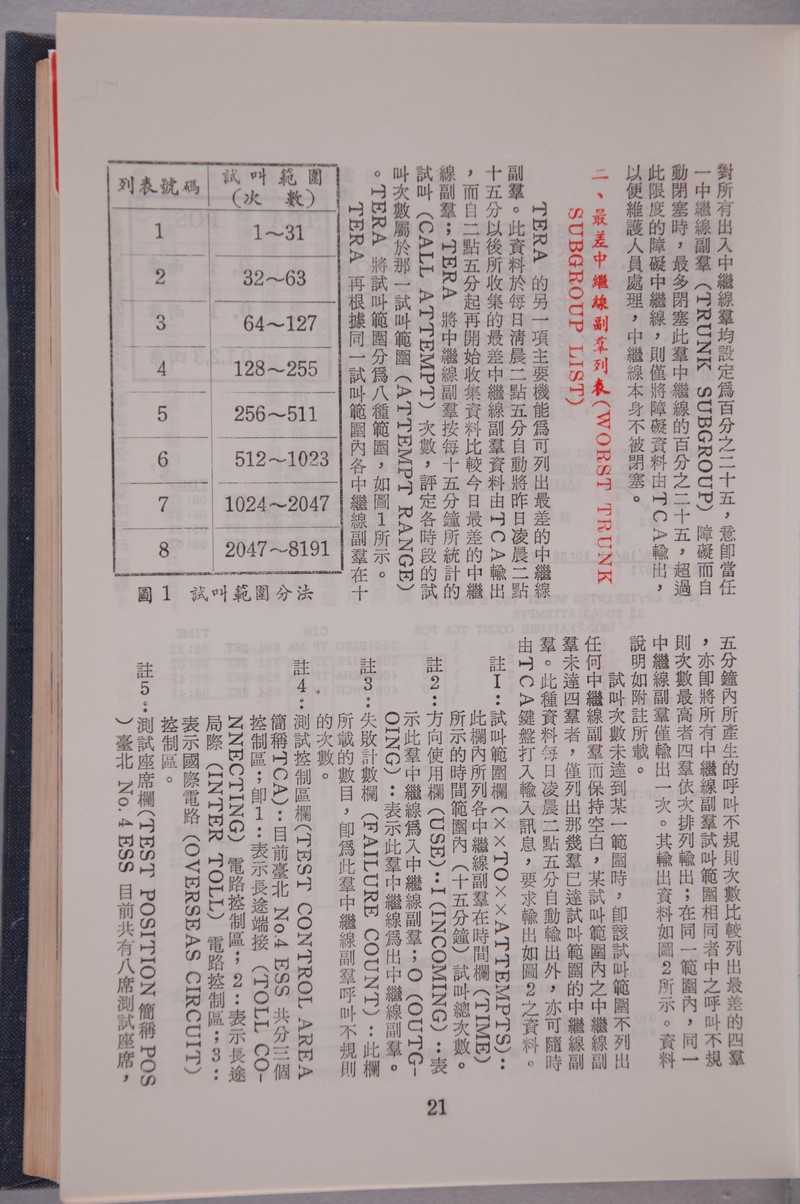 對所有出入中繼線羣均設定爲百分之二十五，意卽當任
一中繼線副羣（TRUNK SUBGROUP）障礙而自
動閉塞時，最多閉塞此羣中繼線的百分之二十五，超過
此限度的障礙中繼線，則僅將障礙資料由TCA輸出，
以便維護人員處理，中繼線本身不被閉塞。
二、最差中繼線副羣列表(WORST TRUNK
SUBGROUP LIST)
TERA 的另一項主要機能爲可列出最差的中繼線
副羣。此資料於每日清晨二點五分自動將昨日凌晨二點
十五分以後所收集的最差中繼線副羣資料由TCA輸出
，而自二點五分起再開始收集資料比較今日最差的中繼
線副羣；TERA 將中繼線副羣按每十五分鐘所統計的
試叫（CALL ATTEMPT）次數，評定各時段的試
叫次數屬於那一試叫範圍（ATTEMPT RANGE）
。TERA 將試叫範圍分爲八種範圍，如圖1所示。
TERA 再根據同一試叫範圍內各中繼線副羣在十
列表號碼 試叫範圍(次 數)
1 1～31
2 32～63
3 64～127
4 128～255
5 256～511
6 512～1023
7 1024～2047
8 2047～8191
圖1 試叫範圍分法
五分鐘內所產生的呼叫不規則次數比較列出最差的四羣
，亦卽將所有中繼線副羣試叫範圍相同者中之呼叫不規
則次數最高者四羣依次排列輸出；在同一範圍內，同一
中繼線副羣僅輸出一次。其輸出資料如圖2所示。資料
說明如附註所載。
試叫次數未達到某一範圍時，卽該試叫範圍不列出
任何中繼線副羣而保持空白，某試叫範圍內之中繼線副
羣未達四羣者，僅列出那幾羣已達試叫範圍的中繼線副
羣。此種資料每日凌晨二點五分自動輸出外，亦可隨時
由TCA鍵盤打入輸入訊息，要求輸出如圖2之資料。
註I：試叫範圍欄（××TO××ATTEMPTS）：
此欄內所列各中繼線副羣在時間欄（TIME）
所示的時間範圍內（十五分鐘）試叫總次數。
註2：方向使用欄（USE）：I（INCOMING）：表
示此羣中繼線爲入中繼線副羣；O（OUTG-
OING）：表示此羣中繼線爲出中繼線副羣。
註3：失敗計數欄（FAILURE COUNT）：此欄
所載的數目，卽爲此羣中繼線副羣呼叫不規則
的次數。
註4：測試控制區欄(TEST CONTROL AREA
簡稱TCA)：目前臺北 No.4 ESS 共分三個
控制區；卽1：表示長途端接（TOLL CO-
NNECTING）電路控制區；2：表示長途
局際（INTER TOLL）電路控制區；3：
表示國際電路（OVERSEAS CIRCUIT）
控制區。
註5：測試座席欄(TEST POSITION 簡稱 POS
）臺北 No. 4 ESS 目前共有八席測試座席，
21